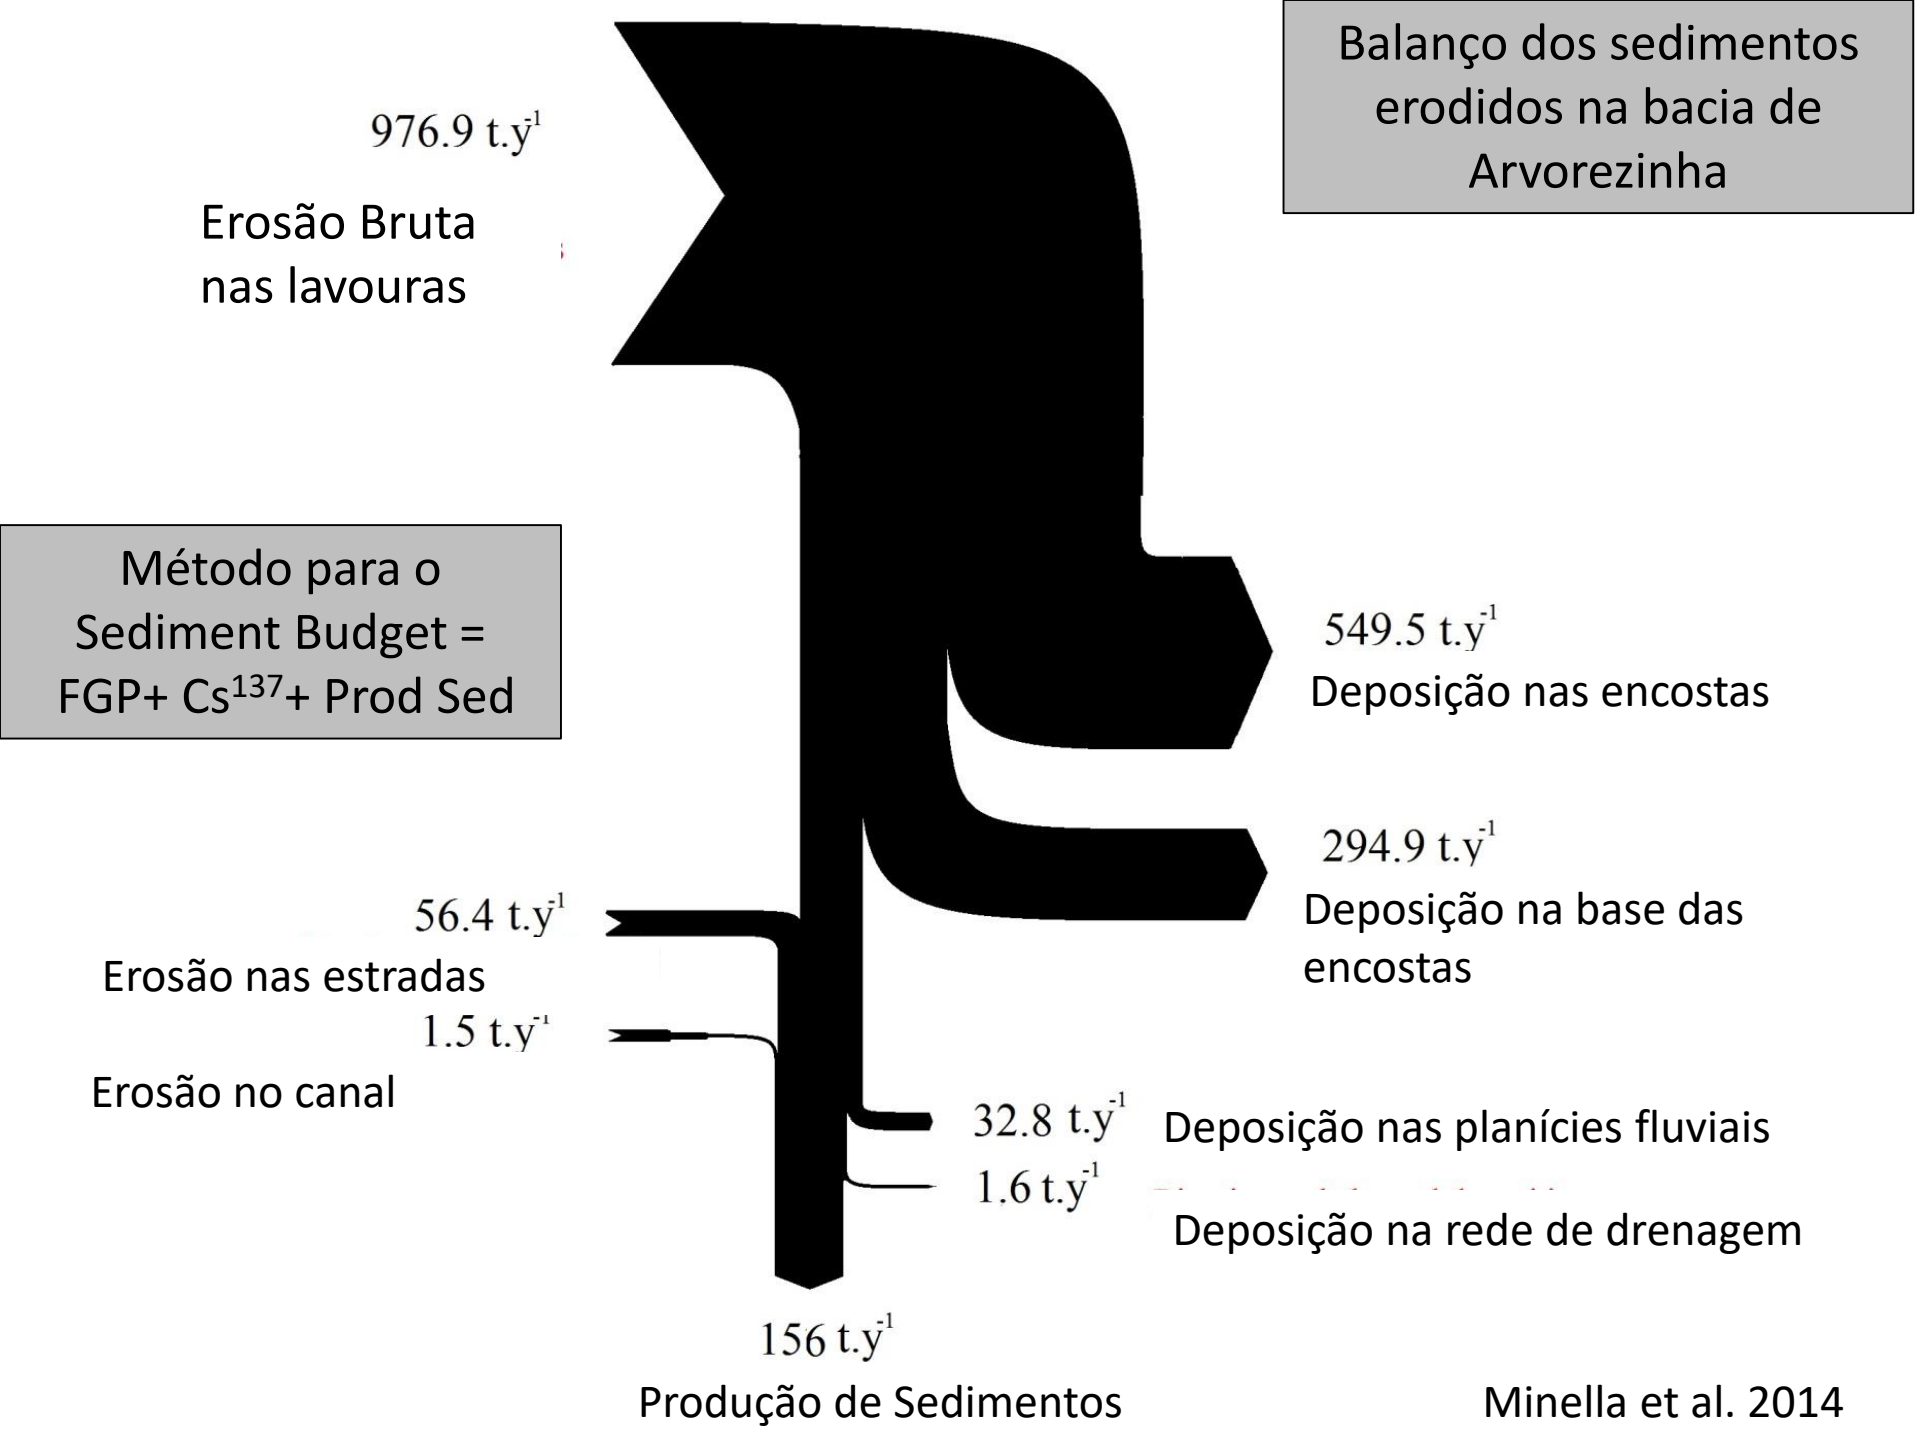 Balanço dos sedimentos
erodidos na bacia de
Arvorezinha
976.9 t.y⁻¹
Erosão Bruta
nas lavouras
Método para o
Sediment Budget =
FGP+ Cs¹³⁷+ Prod Sed
549.5 t.y⁻¹
Deposição nas encostas
294.9 t.y⁻¹
Deposição na base das
encostas
56.4 t.y⁻¹
Erosão nas estradas
1.5 t.y⁻¹
Erosão no canal
32.8 t.y⁻¹ Deposição nas planícies fluviais
1.6 t.y⁻¹
Deposição na rede de drenagem
156 t.y⁻¹
Produção de Sedimentos
Minella et al. 2014